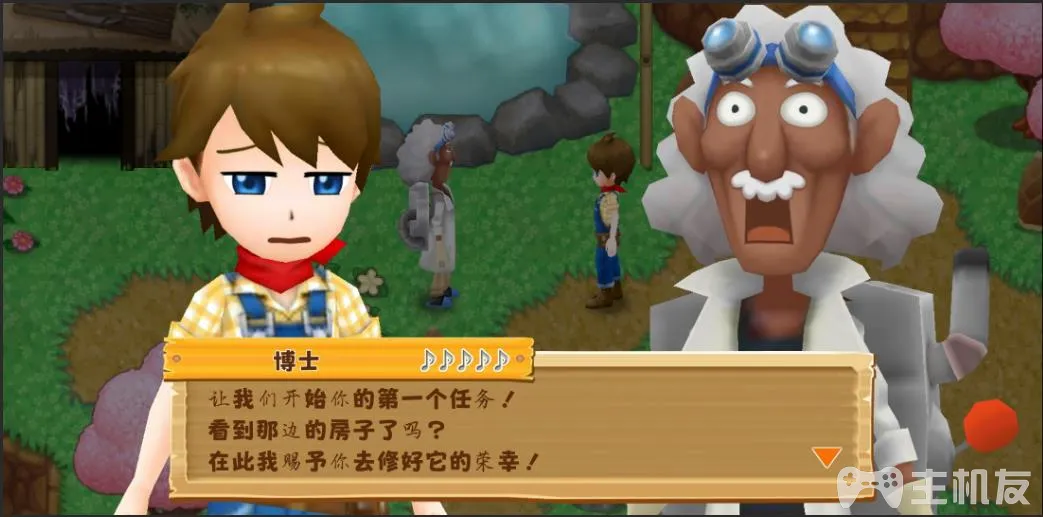 博士
让我们开始你的第一个任务！
看到那边的房子了吗？
在此我赐予你去修好它的荣幸！
主机友